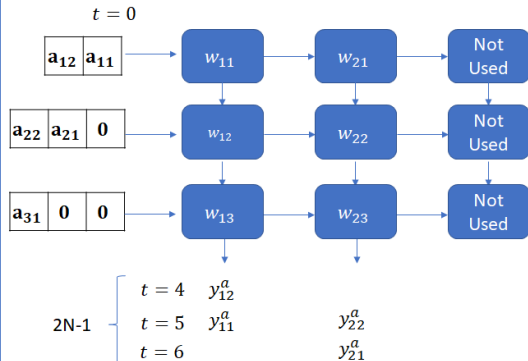 t = 0
a₁₂ a₁₁ w₁₁ w₂₁ Not Used
a₂₂ a₂₁ 0 w₁₂ w₂₂ Not Used
a₃₁ 0 0 w₁₃ w₂₃ Not Used
t = 4 y₁₂ᵃ
2N-1 t = 5 y₁₁ᵃ y₂₂ᵃ
t = 6 y₂₁ᵃ